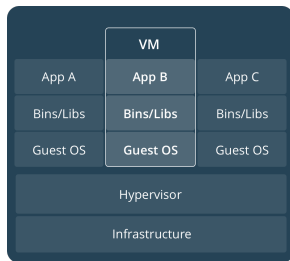 VM
App A App B App C
Bins/Libs Bins/Libs Bins/Libs
Guest OS Guest OS Guest OS
Hypervisor
Infrastructure